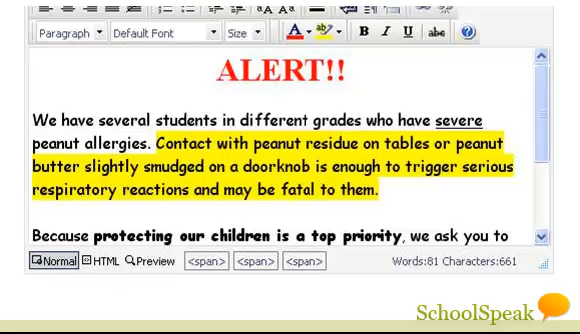 Paragraph Default Font Size A ab B I U abc ?
ALERT!!
We have several students in different grades who have severe
peanut allergies. Contact with peanut residue on tables or peanut
butter slightly smudged on a doorknob is enough to trigger serious
respiratory reactions and may be fatal to them.
Because protecting our children is a top priority, we ask you to
Normal HTML Preview <span> <span> <span> Words:81 Characters:661
SchoolSpeak